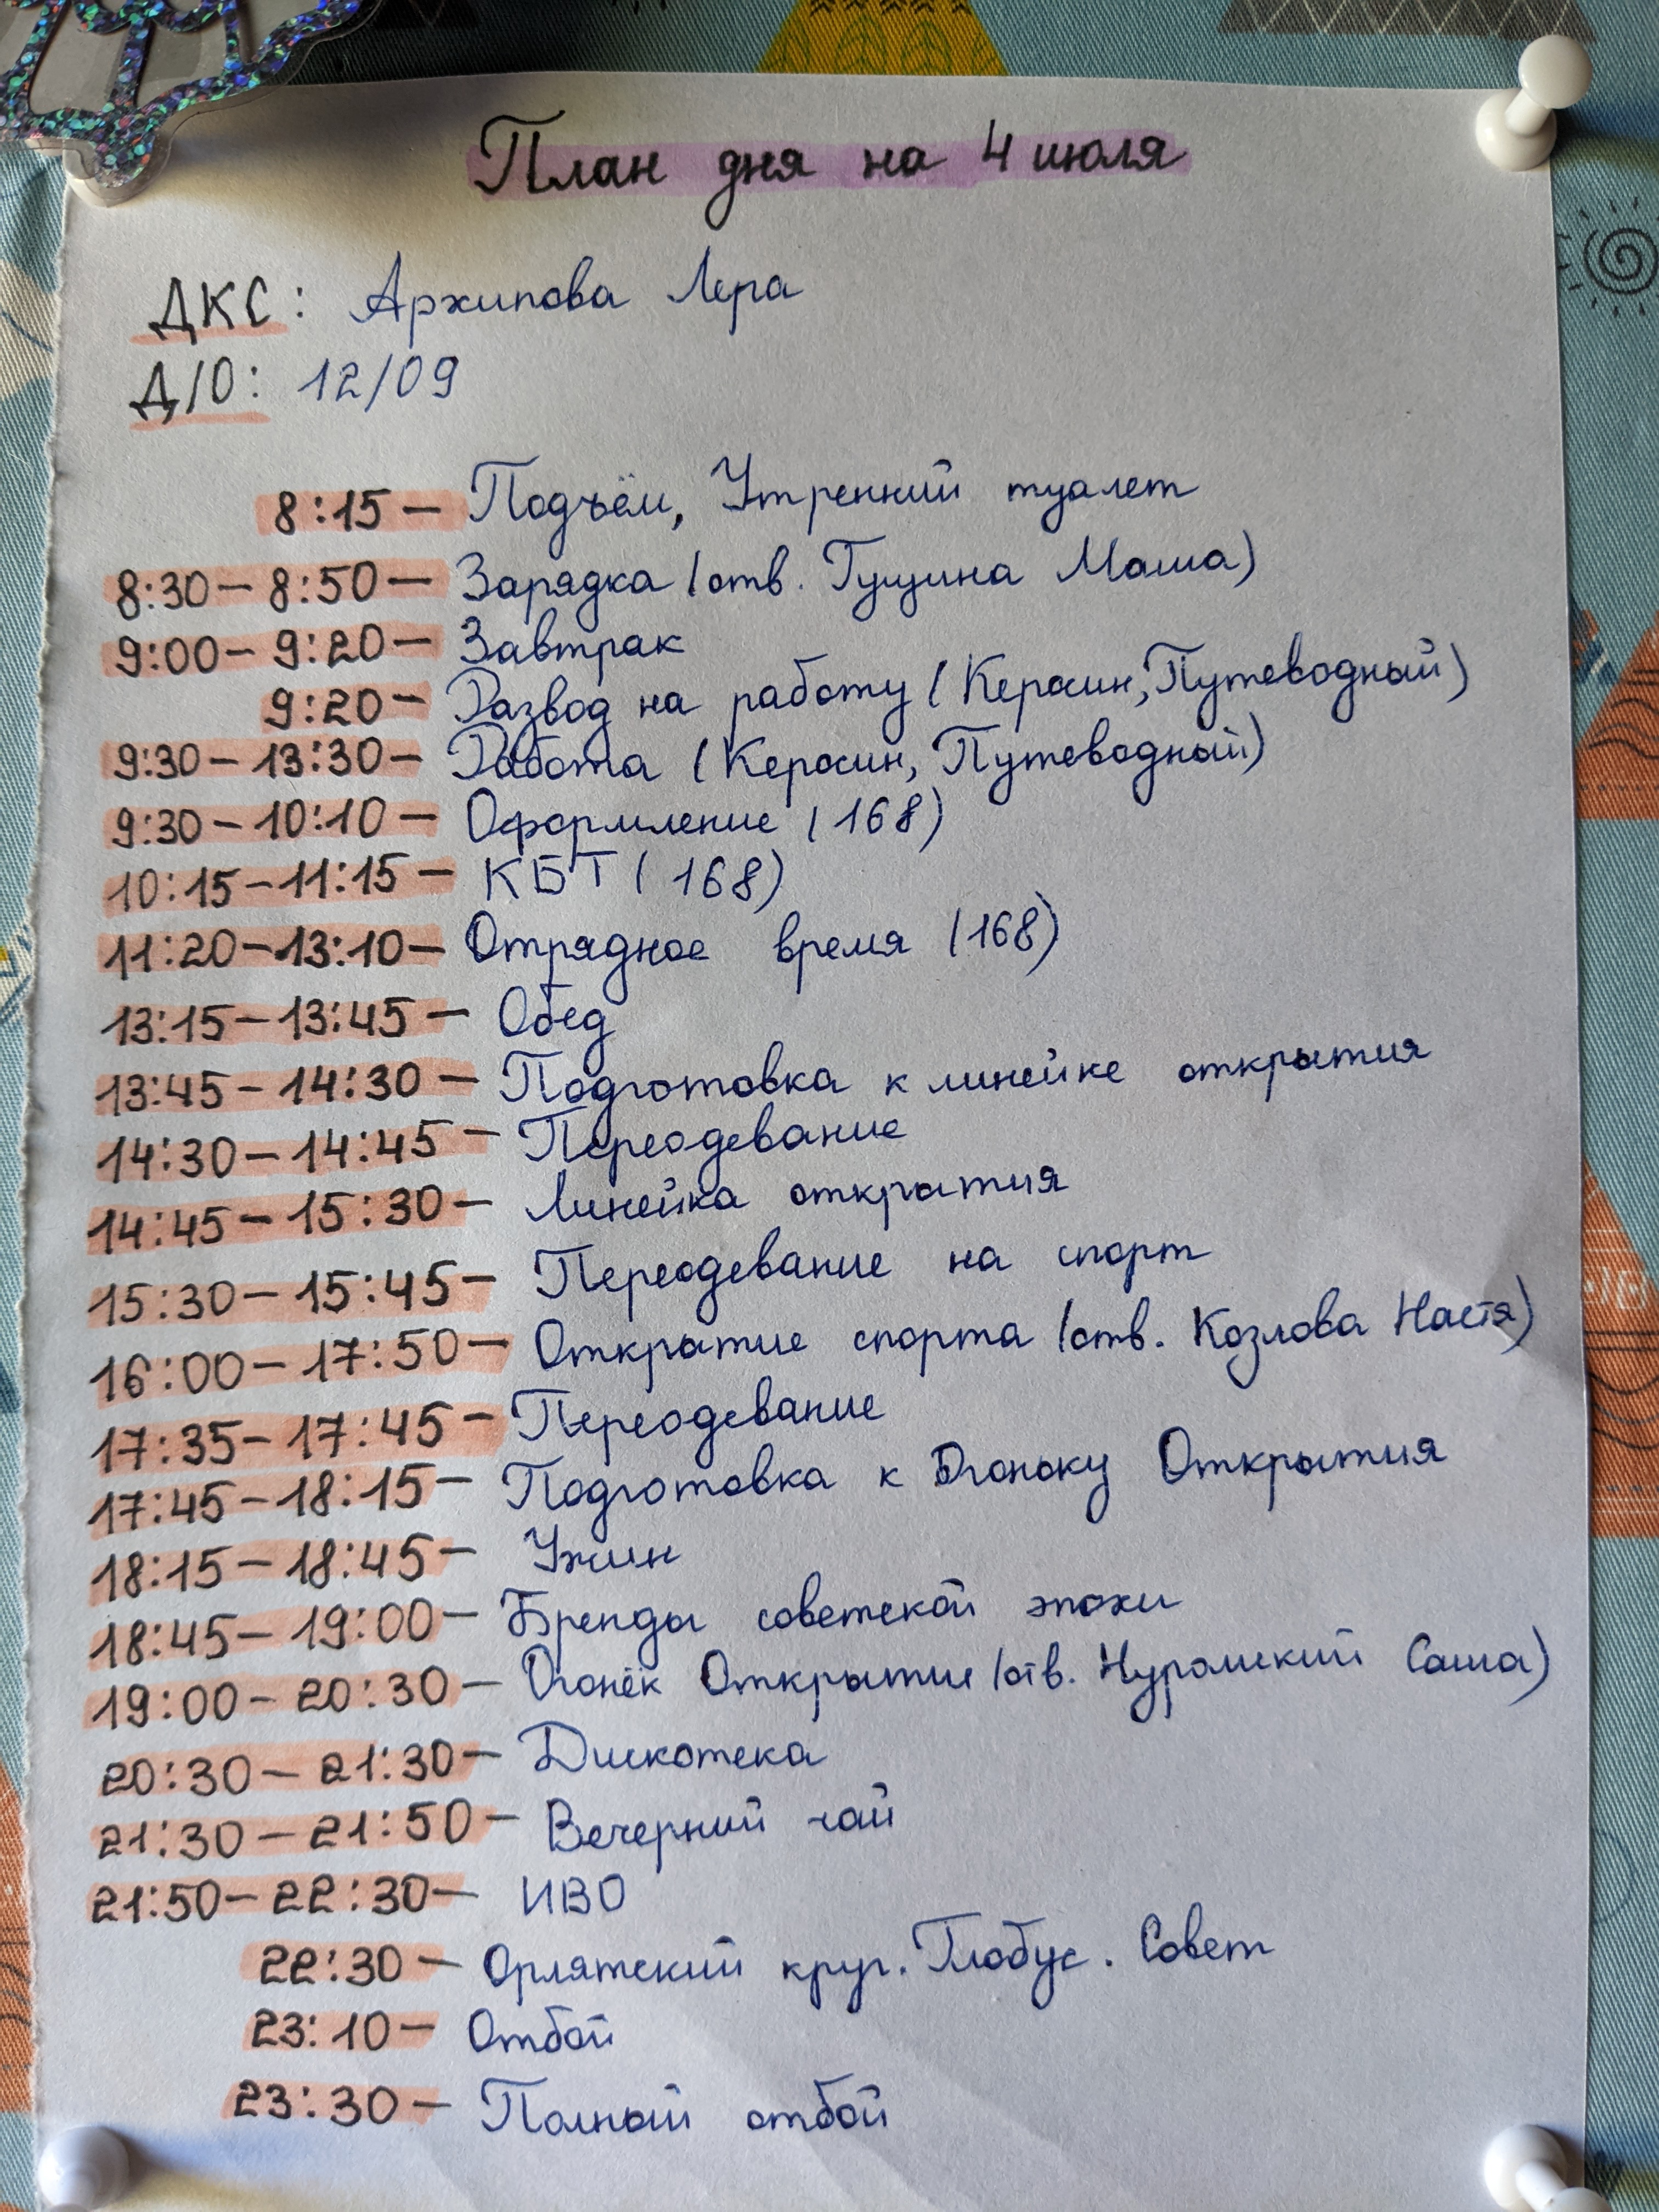 План дня на 4 июля
ДКС: Архипова Лера
Д/О: 12/09
8:15 — Подъём, Утренний туалет
8:30 — 8:50 — Зарядка (отв. Гущина Маша)
9:00 — 9:20 — Завтрак
9:20 — Развод на работу (Керосин, Путеводный)
9:30 — 13:30 — Работа (Керосин, Путеводный)
9:30 — 10:10 — Оформление (168)
10:15 — 11:15 — КБТ (168)
11:20 — 13:10 — Отрядное время (168)
13:15 — 13:45 — Обед
13:45 — 14:30 — Подготовка к линейке открытия
14:30 — 14:45 — Переодевание
14:45 — 15:30 — Линейка открытия
15:30 — 15:45 — Переодевание на спорт
16:00 — 17:50 — Открытие спорта (отв. Козлова Настя)
17:35 — 17:45 — Переодевание
17:45 — 18:15 — Подготовка к Огоньку Открытия
18:15 — 18:45 — Ужин
18:45 — 19:00 — Бренды советской эпохи
19:00 — 20:30 — Огонёк Открытие (отв. Саша)
20:30 — 21:30 — Дискотека
21:30 — 21:50 — Вечерний чай
21:50 — 22:30 — ИВО
22:30 — Орлятский круг. Глобус. Совет
23:10 — Отбой
23:30 — Полный отбой